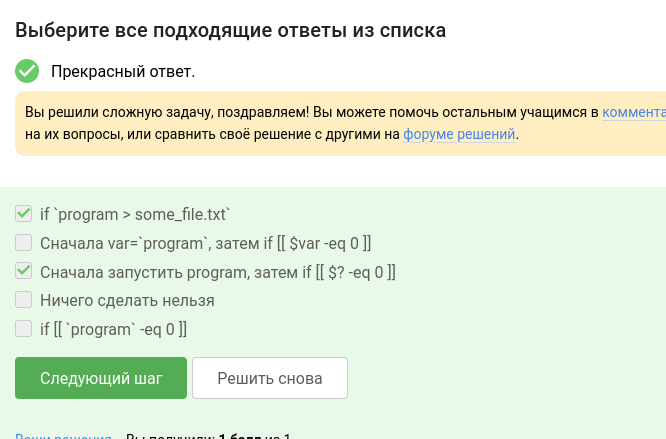 Выберите все подходящие ответы из списка
Прекрасный ответ.
Вы решили сложную задачу, поздравляем! Вы можете помочь остальным учащимся в коммента
на их вопросы, или сравнить своё решение с другими на форуме решений.
if `program > some_file.txt`
Сначала var=`program`, затем if [[ $var -eq 0 ]]
Сначала запустить program, затем if [[ $? -eq 0 ]]
Ничего сделать нельзя
if [[ `program` -eq 0 ]]
Следующий шаг Решить снова
Ваши решения Вы получили: 1 балл из 1